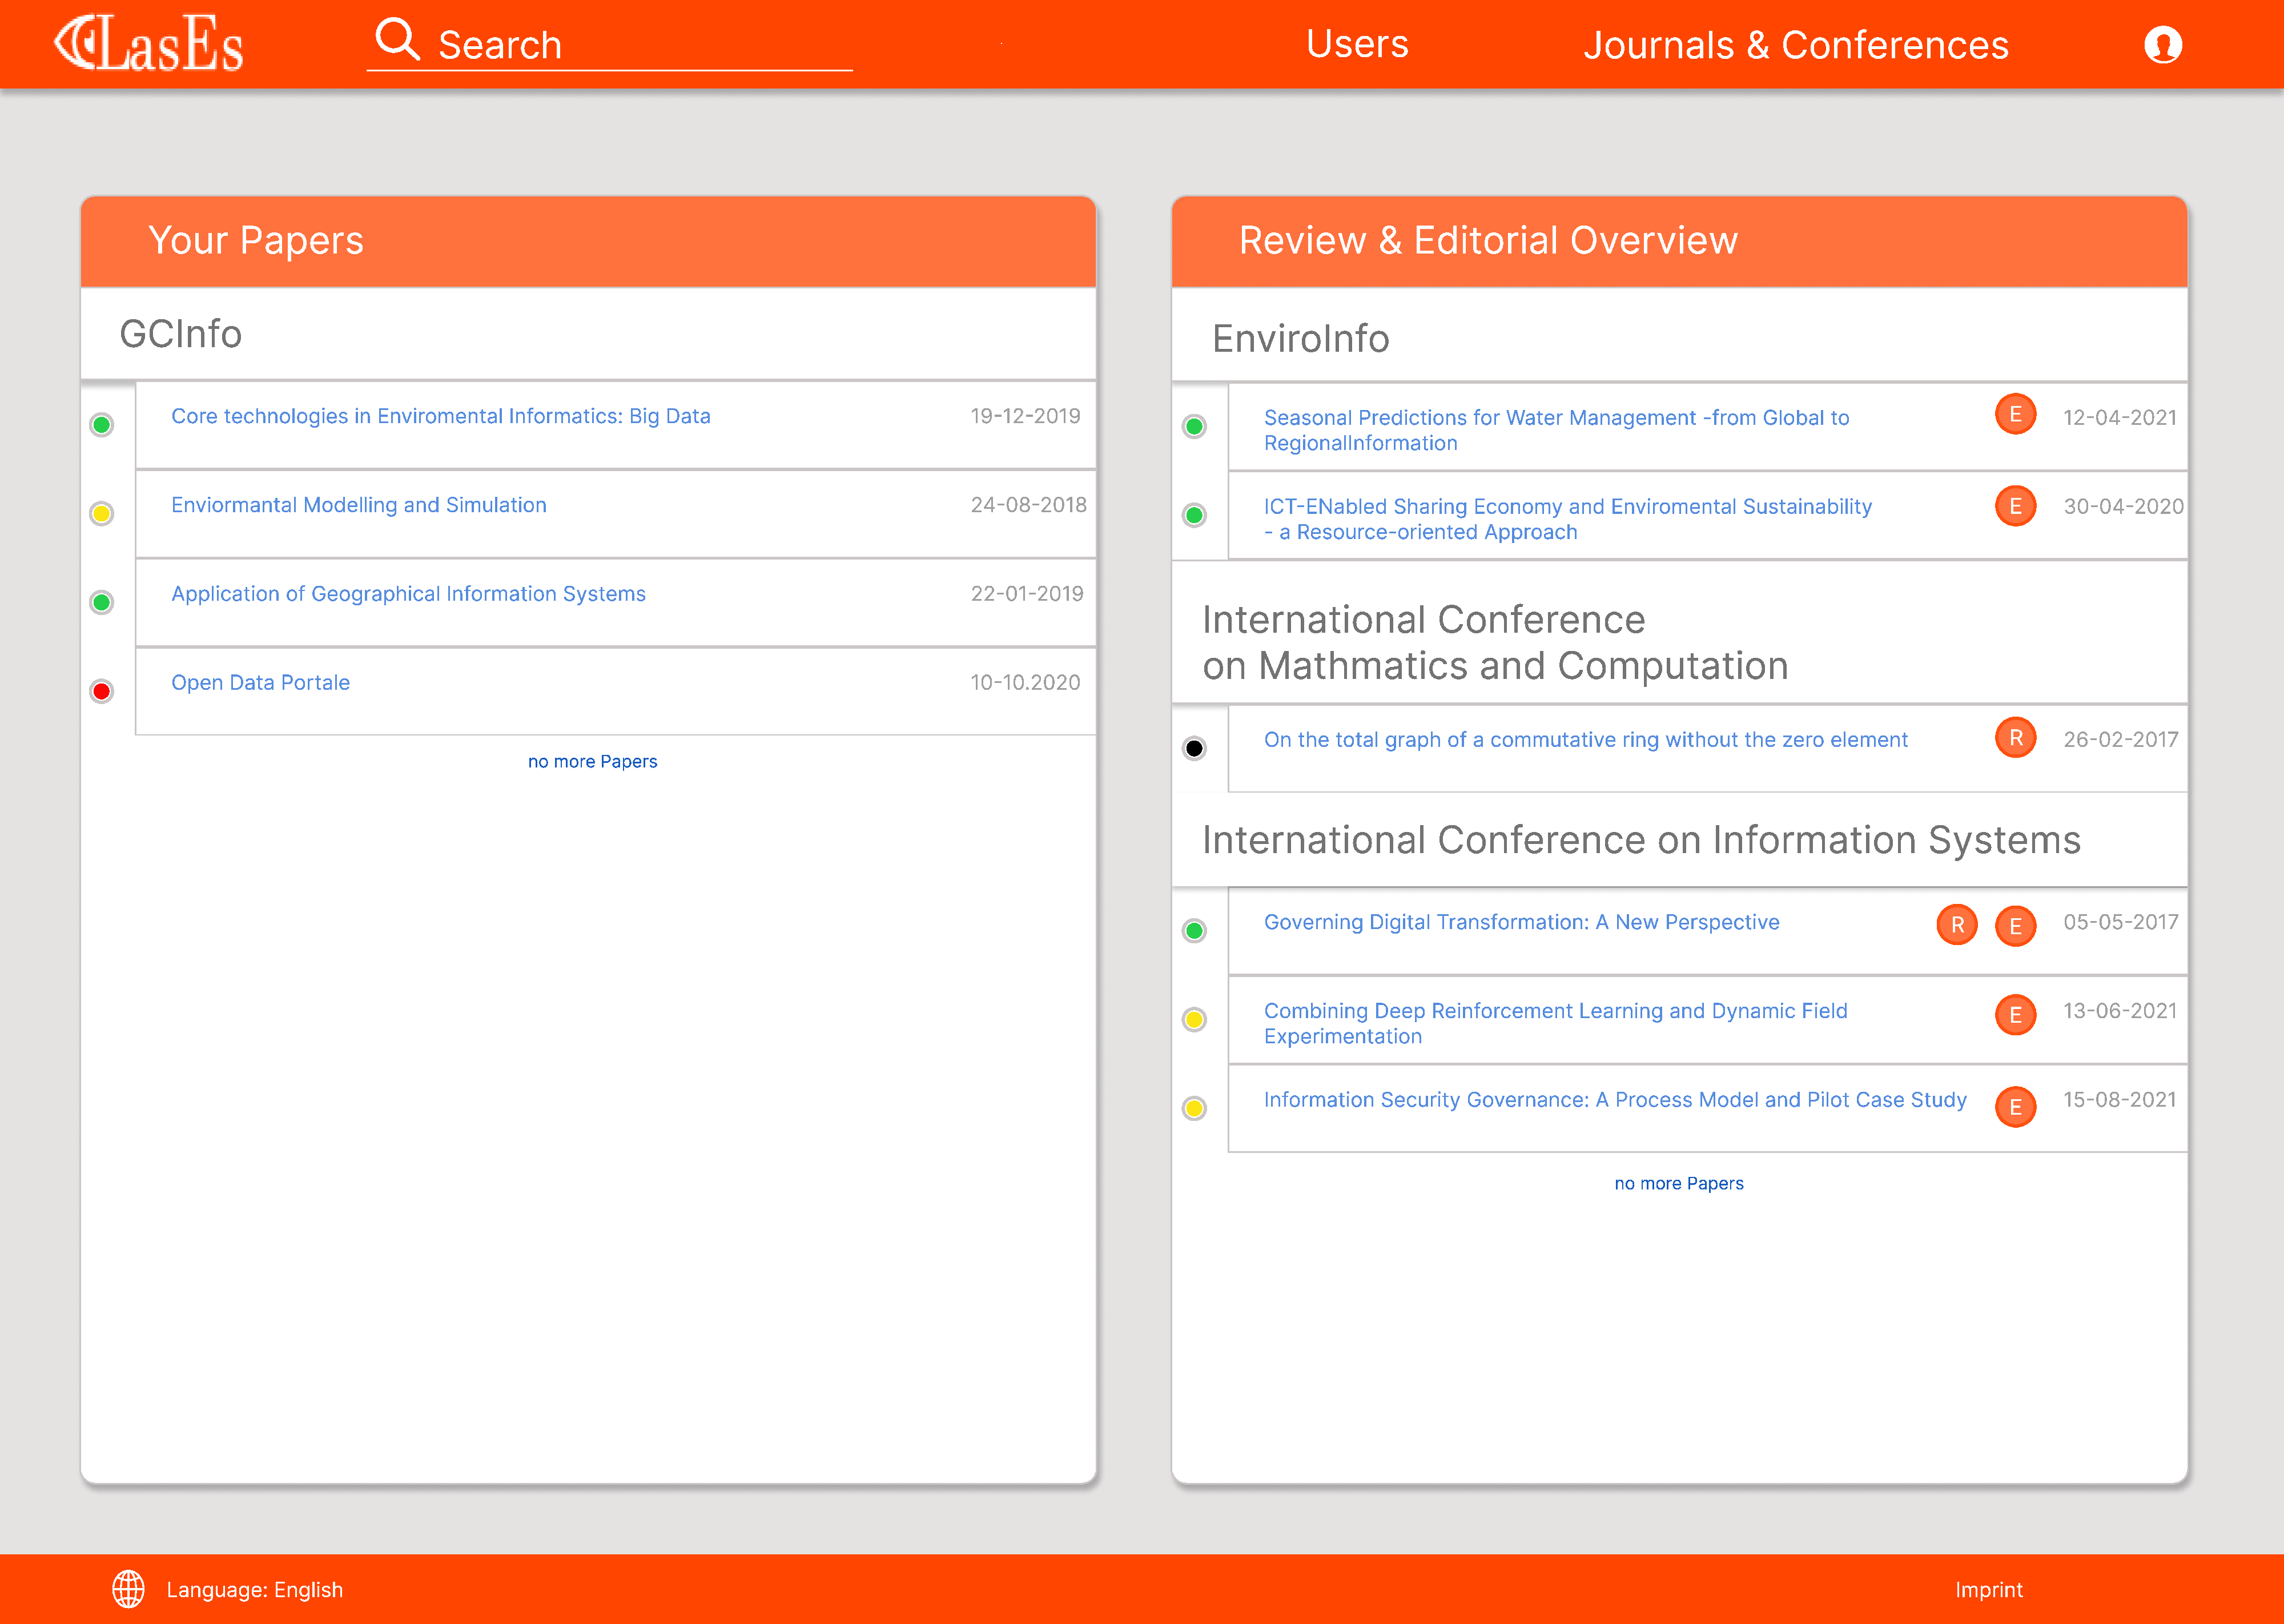 CLasEs
Search
Users
Journals & Conferences
Your Papers
GCInfo
Core technologies in Enviromental Informatics: Big Data 19-12-2019
Enviormantal Modelling and Simulation 24-08-2018
Application of Geographical Information Systems 22-01-2019
Open Data Portale 10-10.2020
no more Papers
Review & Editorial Overview
EnviroInfo
Seasonal Predictions for Water Management -from Global to E 12-04-2021
RegionalInformation
ICT-ENabled Sharing Economy and Enviromental Sustainability E 30-04-2020
- a Resource-oriented Approach
International Conference
on Mathmatics and Computation
On the total graph of a commutative ring without the zero element R 26-02-2017
International Conference on Information Systems
Governing Digital Transformation: A New Perspective R E 05-05-2017
Combining Deep Reinforcement Learning and Dynamic Field E 13-06-2021
Experimentation
Information Security Governance: A Process Model and Pilot Case Study E 15-08-2021
no more Papers
Language: English
Imprint